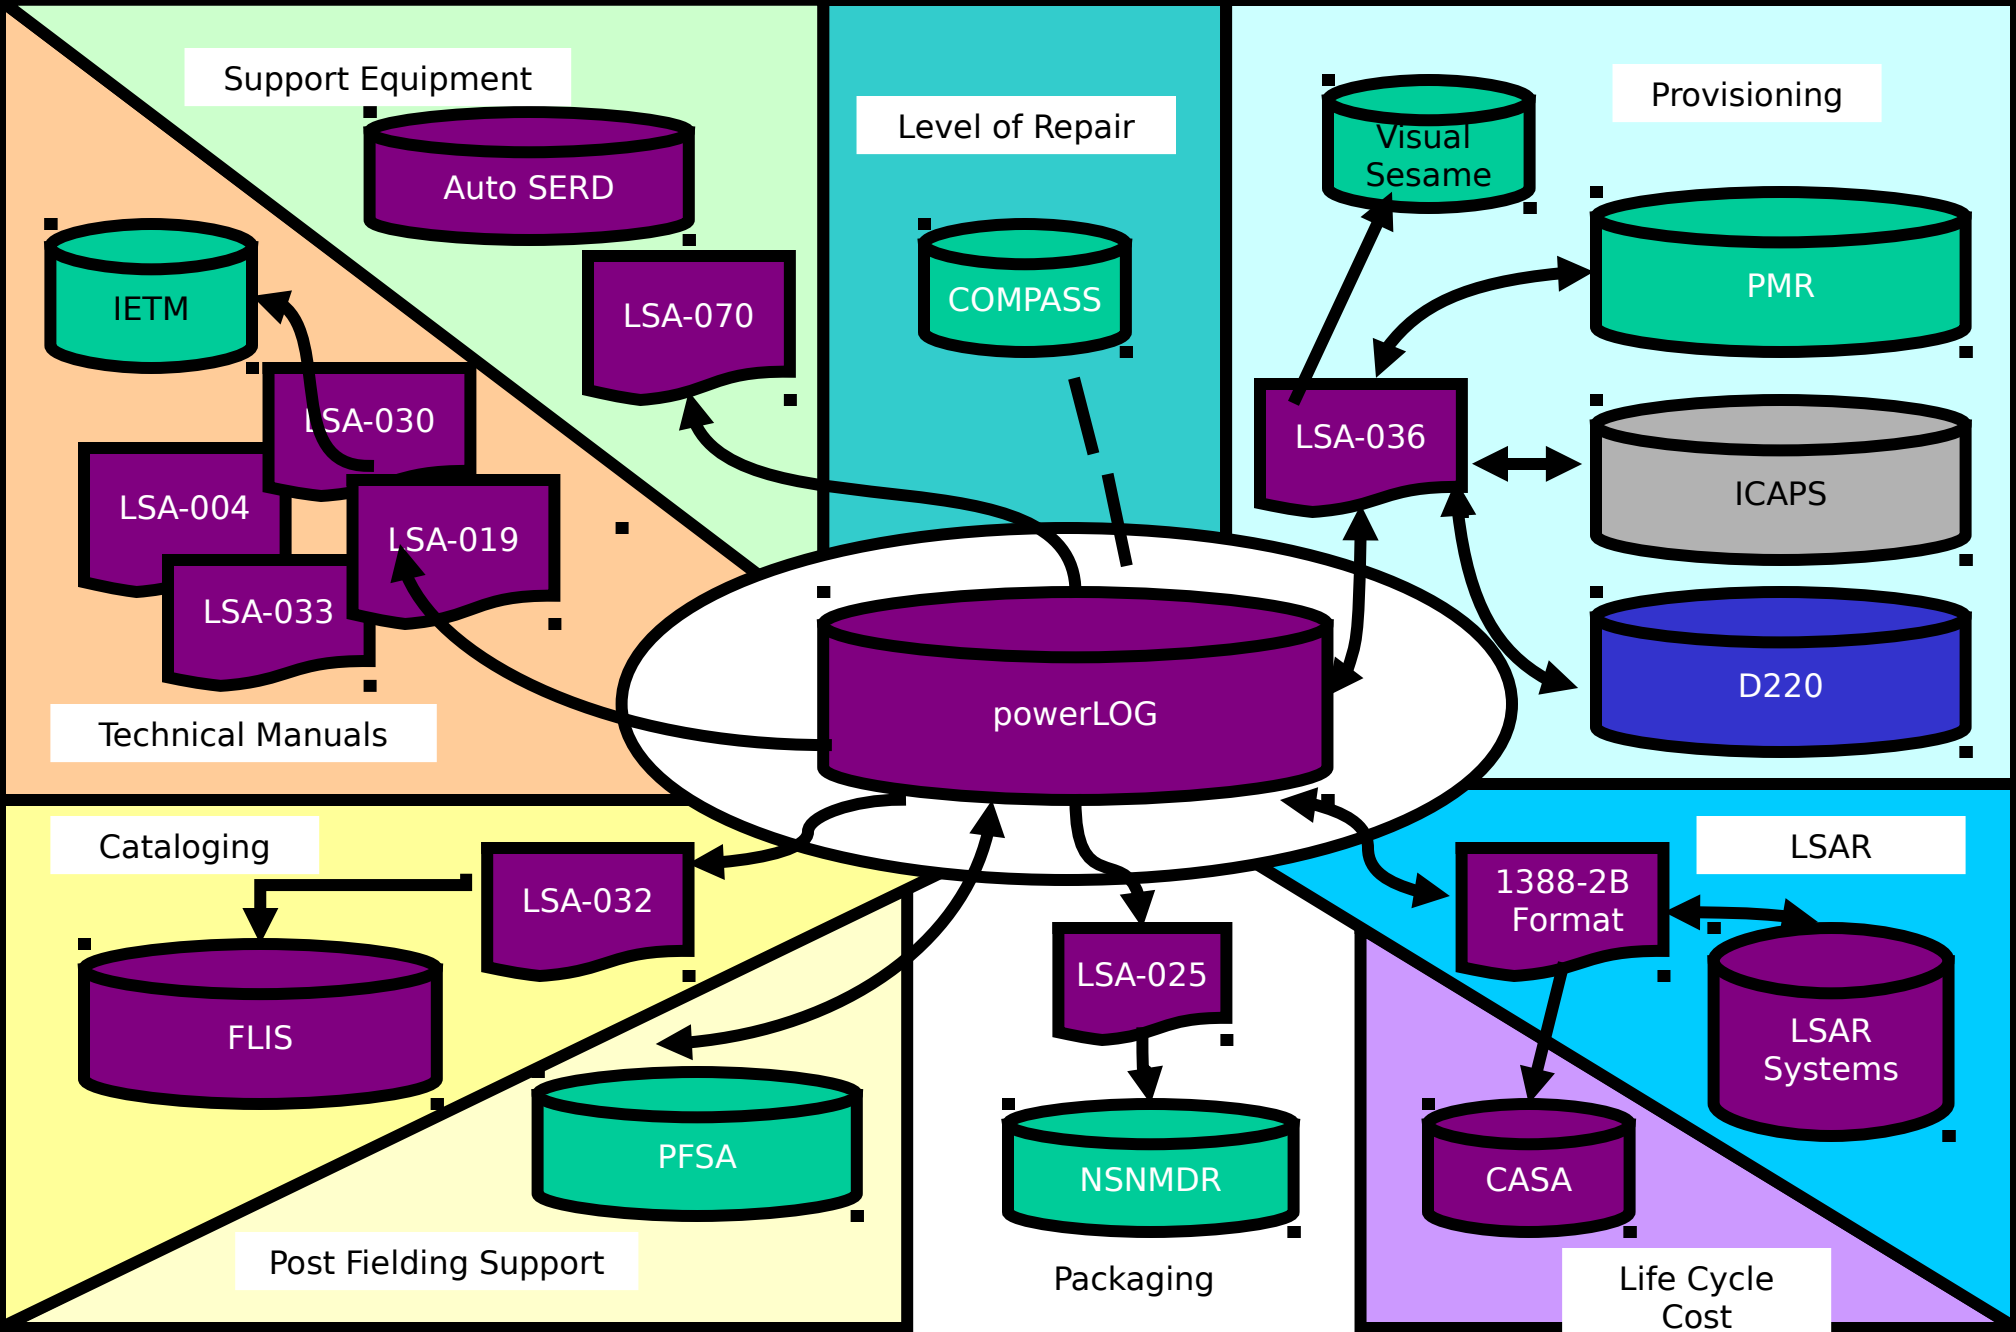 Support Equipment
Auto SERD
LSA-070
Level of Repair
COMPASS
Provisioning
Visual
Sesame
PMR
LSA-036
ICAPS
D220
IETM
LSA-030
LSA-004
LSA-019
LSA-033
Technical Manuals
powerLOG
Cataloging
LSA-032
FLIS
PFSA
Post Fielding Support
LSA-025
NSNMDR
Packaging
LSAR
1388-2B
Format
LSAR
Systems
CASA
Life Cycle
Cost